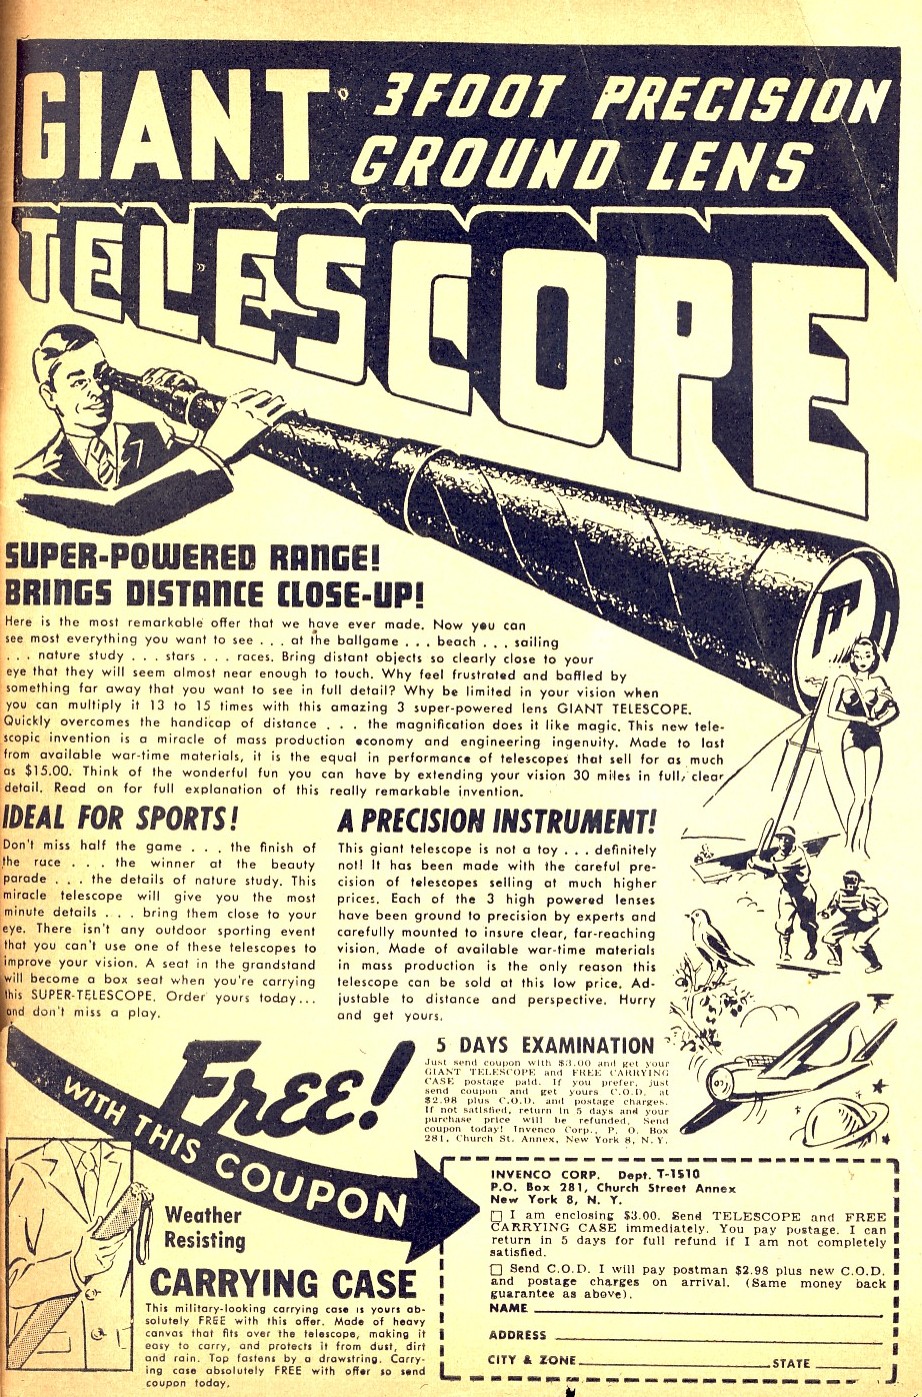 GIANT
3 FOOT PRECISION
GROUND LENS
TELESCOPE
SUPER-POWERED RANGE!
BRINGS DISTANCE CLOSE-UP!
Here is the most remarkable offer that we have ever made. Now you can
see most everything you want to see . . . at the ballgame . . . beach . . . sailing
. . . nature study . . . stars . . . races. Bring distant objects so clearly close to your
eye that they will seem almost near enough to touch. Why feel frustrated and baffled by
something far away that you want to see in full detail? Why be limited in your vision when
you can multiply it 13 to 15 times with this amazing 3 super-powered lens GIANT TELESCOPE.
Quickly overcomes the handicap of distance . . . the magnification does it like magic. This new tele-
scopic invention is a miracle of mass production economy and engineering ingenuity. Made to last
from available war-time materials, it is the equal in performance of telescopes that sell for as much
as $15.00. Think of the wonderful fun you can have by extending your vision 30 miles in full, clear
detail. Read on for full explanation of this really remarkable invention.
IDEAL FOR SPORTS!
Don't miss half the game . . . the finish of
the race . . . the winner at the beauty
parade . . . the details of nature study. This
miracle telescope will give you the most
minute details . . . bring them close to your
eye. There isn't any outdoor sporting event
that you can't use one of these telescopes to
improve your vision. A seat in the grandstand
will become a box seat when you're carrying
this SUPER-TELESCOPE. Order yours today...
and don't miss a play.
A PRECISION INSTRUMENT!
This giant telescope is not a toy . . . definitely
not! It has been made with the careful pre-
cision of telescopes selling at much higher
prices. Each of the 3 high powered lenses
have been ground to precision by experts and
carefully mounted to insure clear, far-reaching
vision. Made of available war-time materials
in mass production is the only reason this
telescope can be sold at this low price. Ad-
justable to distance and perspective. Hurry
and get yours.
5 DAYS EXAMINATION
Just send coupon with $3.00 and get your
GIANT TELESCOPE and FREE CARRYING
CASE postage paid. If you prefer, just
send coupon and get yours C.O.D. at
$2.98 plus C.O.D. and postage charges.
If not satisfied, return in 5 days and your
purchase price will be refunded. Send
coupon today! Invenco Corp., P. O. Box
281, Church St. Annex, New York 8, N.Y.
Free!
WITH THIS COUPON
Weather
Resisting
CARRYING CASE
This military-looking carrying case is yours ab-
solutely FREE with this offer. Made of heavy
canvas that fits over the telescope, making it
easy to carry, and protects it from dust, dirt
and rain. Top fastens by a drawstring. Carry-
ing case absolutely FREE with offer so send
coupon today.
INVENCO CORP. Dept. T-1510
P.O. Box 281, Church Street Annex
New York 8, N. Y.
I am enclosing $3.00. Send TELESCOPE and FREE
CARRYING CASE immediately. You pay postage. I can
return in 5 days for full refund if I am not completely
satisfied.
Send C.O.D. I will pay postman $2.98 plus new C.O.D.
and postage charges on arrival. (Same money back
guarantee as above).
NAME
ADDRESS
CITY & ZONE STATE